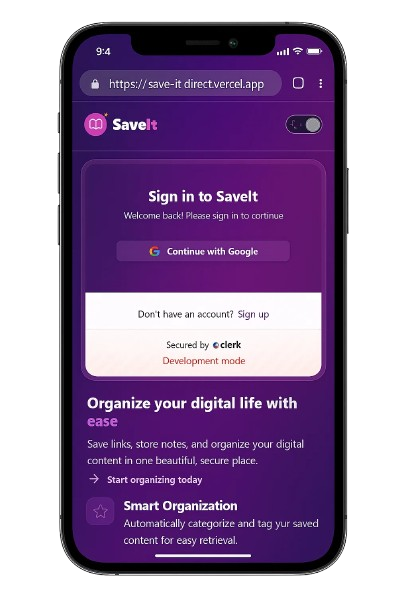 9:4
https://save-it direct.vercel.app
SaveIt
Sign in to SaveIt
Welcome back! Please sign in to continue
Continue with Google
Don't have an account? Sign up
Secured by clerk
Development mode
Organize your digital life with
ease
Save links, store notes, and organize your digital
content in one beautiful, secure place.
→ Start organizing today
Smart Organization
Automatically categorize and tag yur saved
content for easy retrieval.